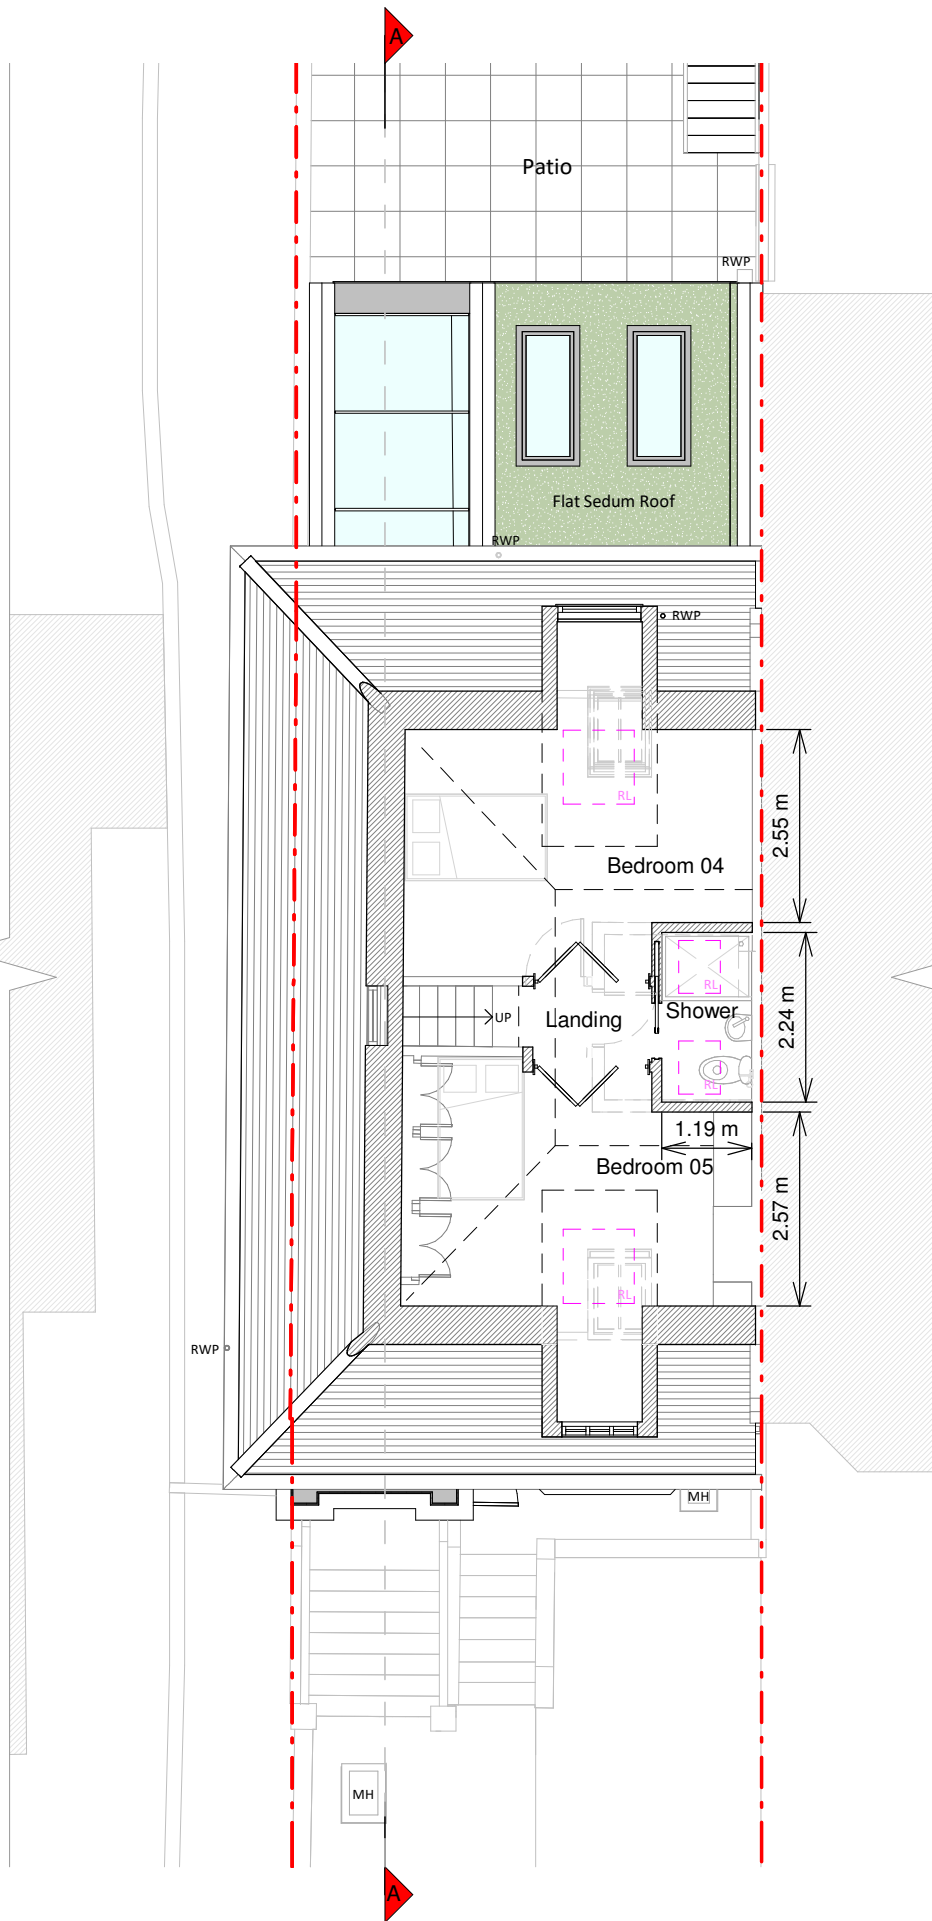 A
Patio
RWP
Flat Sedum Roof
RWP
RWP
RL
2.55 m
Bedroom 04
RL
Shower
UP
Landing
2.24 m
RL
1.19 m
Bedroom 05
2.57 m
RL
RWP
MH
MH
A